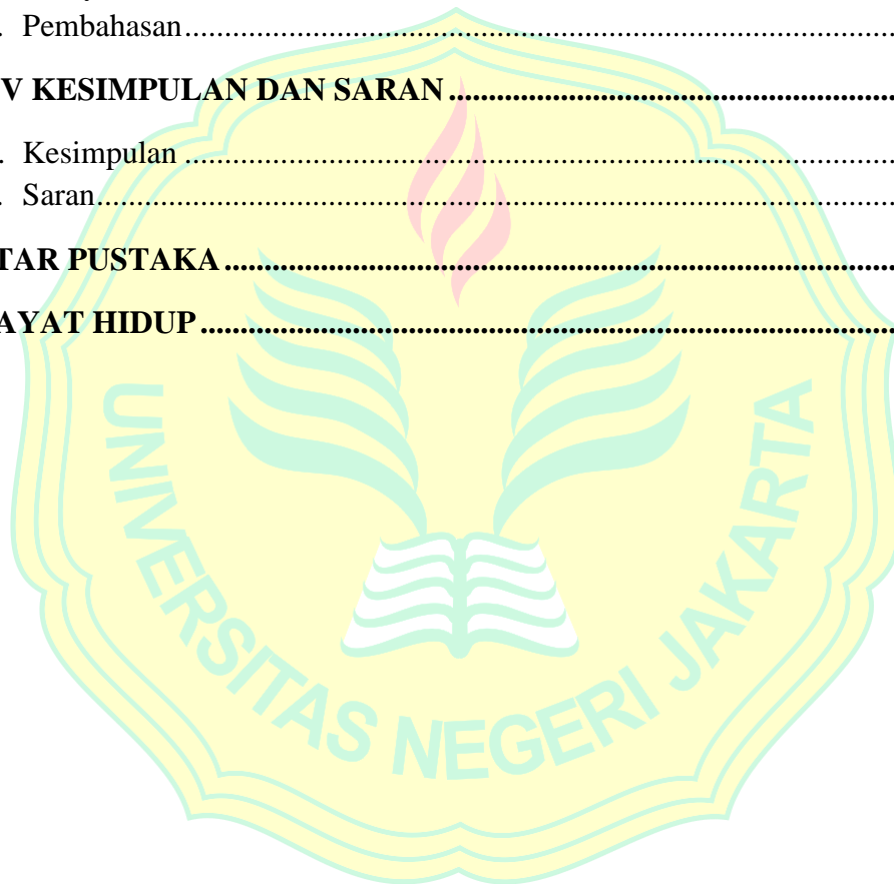 . Pembahasan................................................................................................
V KESIMPULAN DAN SARAN.......................................................
. Kesimpulan ................................................................................................
. Saran................................................................................................
TAR PUSTAKA....................................................................................
AYAT HIDUP.......................................................................................
UNIVERSITAS NEGERI JAKARTA